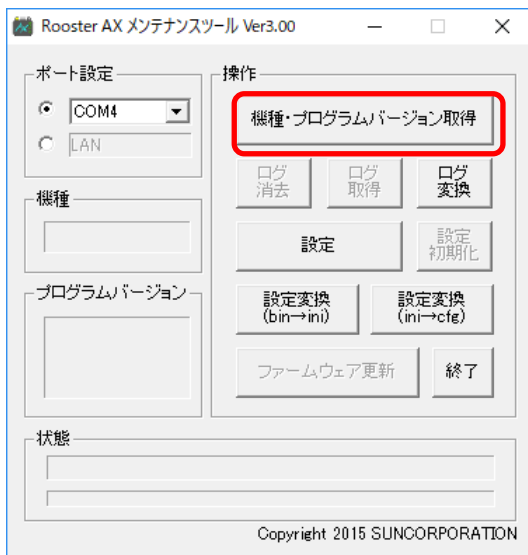 Rooster AX メンテナンスツール Ver3.00
ポート設定
COM4
LAN
機種
プログラムバージョン
操作
機種・プログラムバージョン取得
ログ
消去
ログ
取得
ログ
変換
設定
設定
初期化
設定変換
(bin→ini)
設定変換
(ini→cfg)
ファームウェア更新
終了
状態
Copyright 2015 SUNCORPORATION